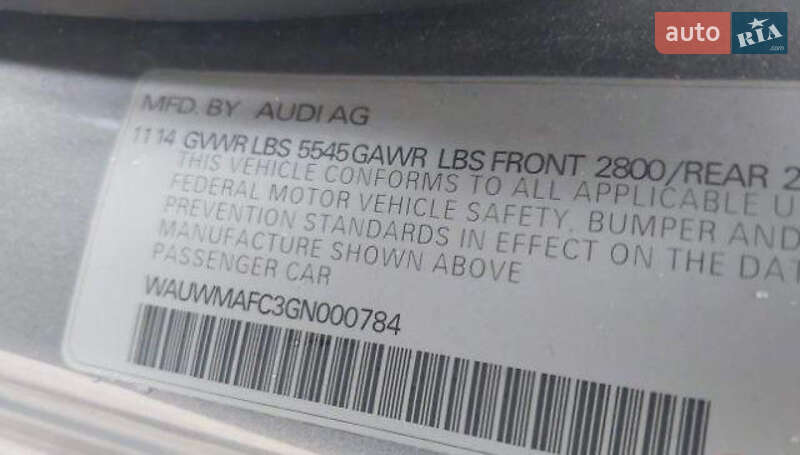 auto RIA
MFD. BY AUDI AG
11 14 GVWR LBS 5545 GAWR LBS FRONT 2800/REAR 2
THIS VEHICLE CONFORMS TO ALL APPLICABLE U
FEDERAL MOTOR VEHICLE SAFETY, BUMPER AND
PREVENTION STANDARDS IN EFFECT ON THE DAT
MANUFACTURE SHOWN ABOVE
PASSENGER CAR
WAUWMAFC3GN000784